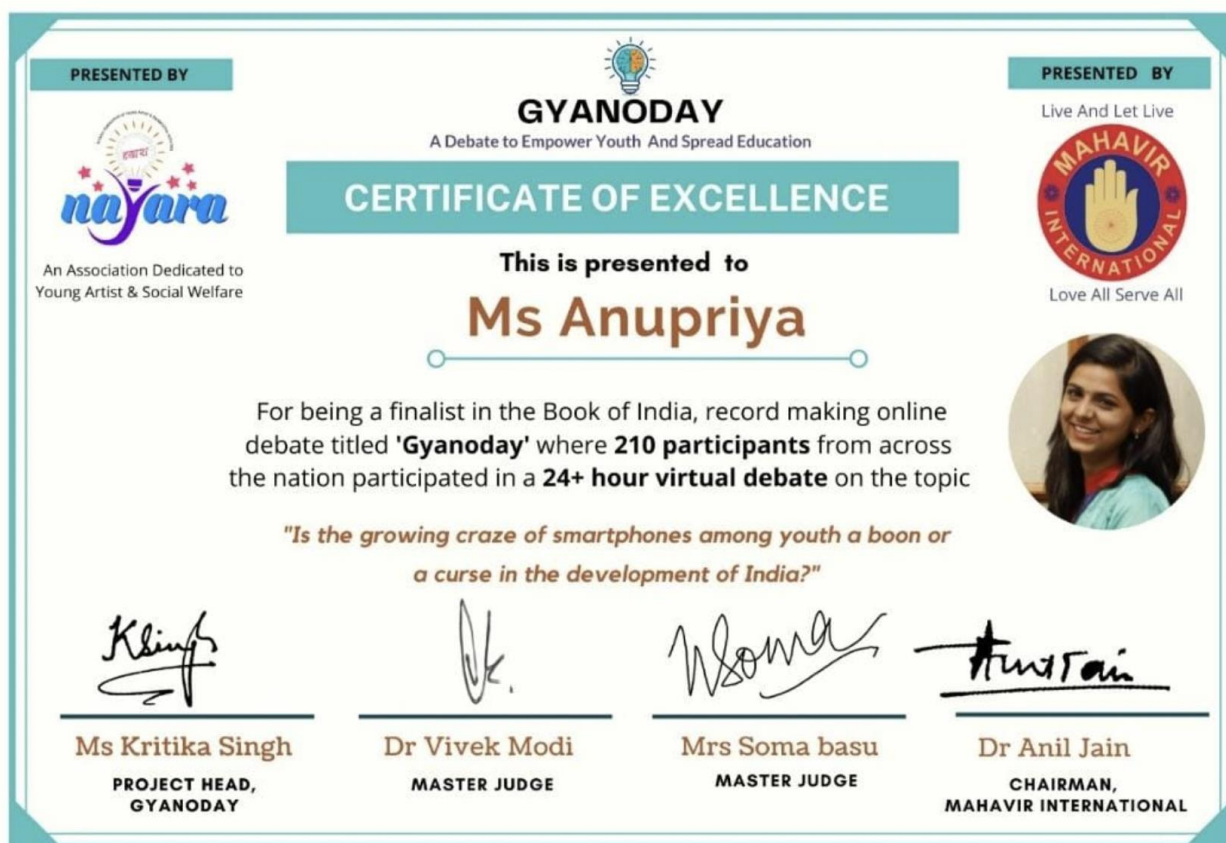 PRESENTED BY
हमारा
nayara
An Association Dedicated to
Young Artist & Social Welfare
GYANODAY
A Debate to Empower Youth And Spread Education
CERTIFICATE OF EXCELLENCE
PRESENTED BY
Live And Let Live
MAHAVIR
INTERNATIONAL
Love All Serve All
This is presented to
Ms Anupriya
For being a finalist in the Book of India, record making online
debate titled 'Gyanoday' where 210 participants from across
the nation participated in a 24+ hour virtual debate on the topic
"Is the growing craze of smartphones among youth a boon or
a curse in the development of India?"
KSingh
Ms Kritika Singh
PROJECT HEAD,
GYANODAY
Dr Vivek Modi
MASTER JUDGE
Soma
Mrs Soma basu
MASTER JUDGE
Dr Anil Jain
CHAIRMAN,
MAHAVIR INTERNATIONAL